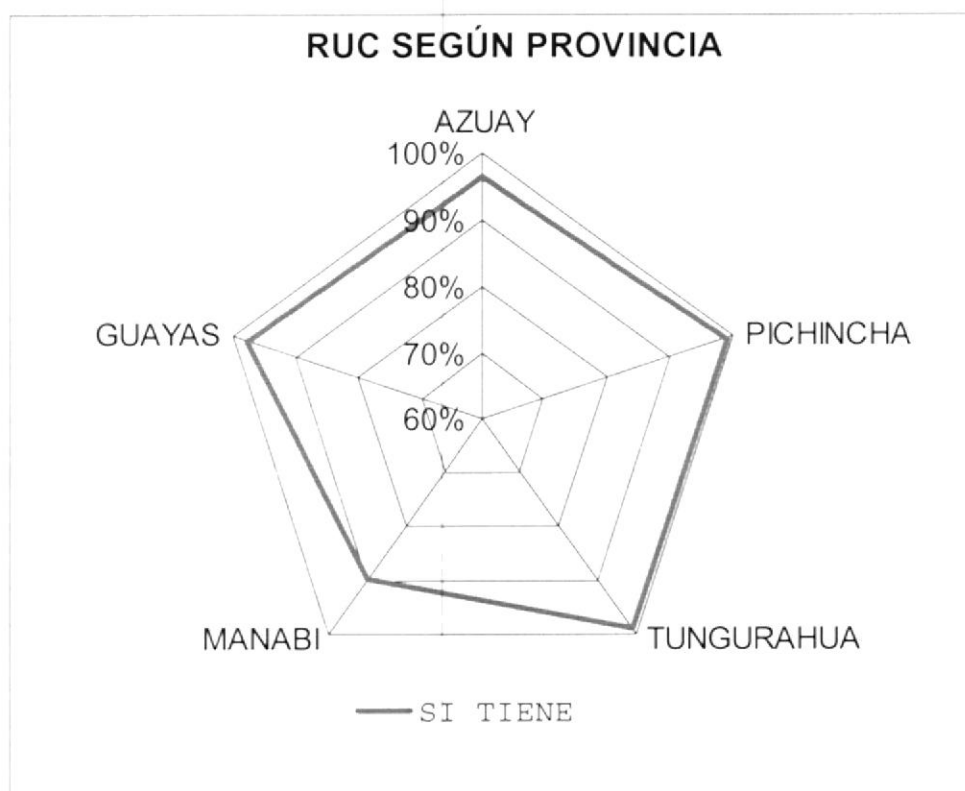 RUC SEGÚN PROVINCIA
AZUAY
100%
90%
80%
70%
60%
GUAYAS
PICHINCHA
MANABI
TUNGURAHUA
SI TIENE